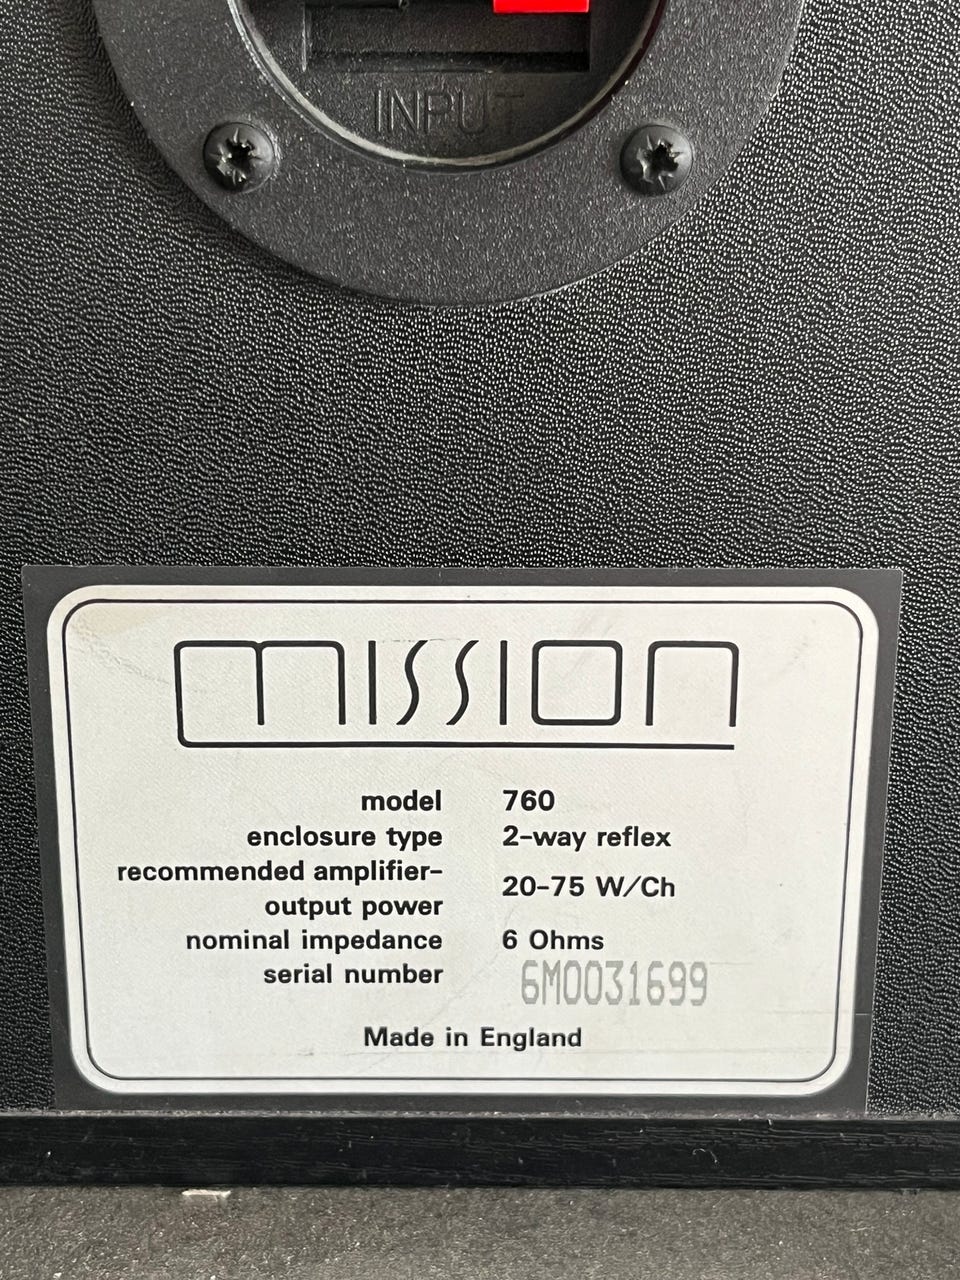 INPUT
mission
model 760
enclosure type 2-way reflex
recommended amplifier-
output power 20-75 W/Ch
nominal impedance 6 Ohms
serial number 6M0031699
Made in England